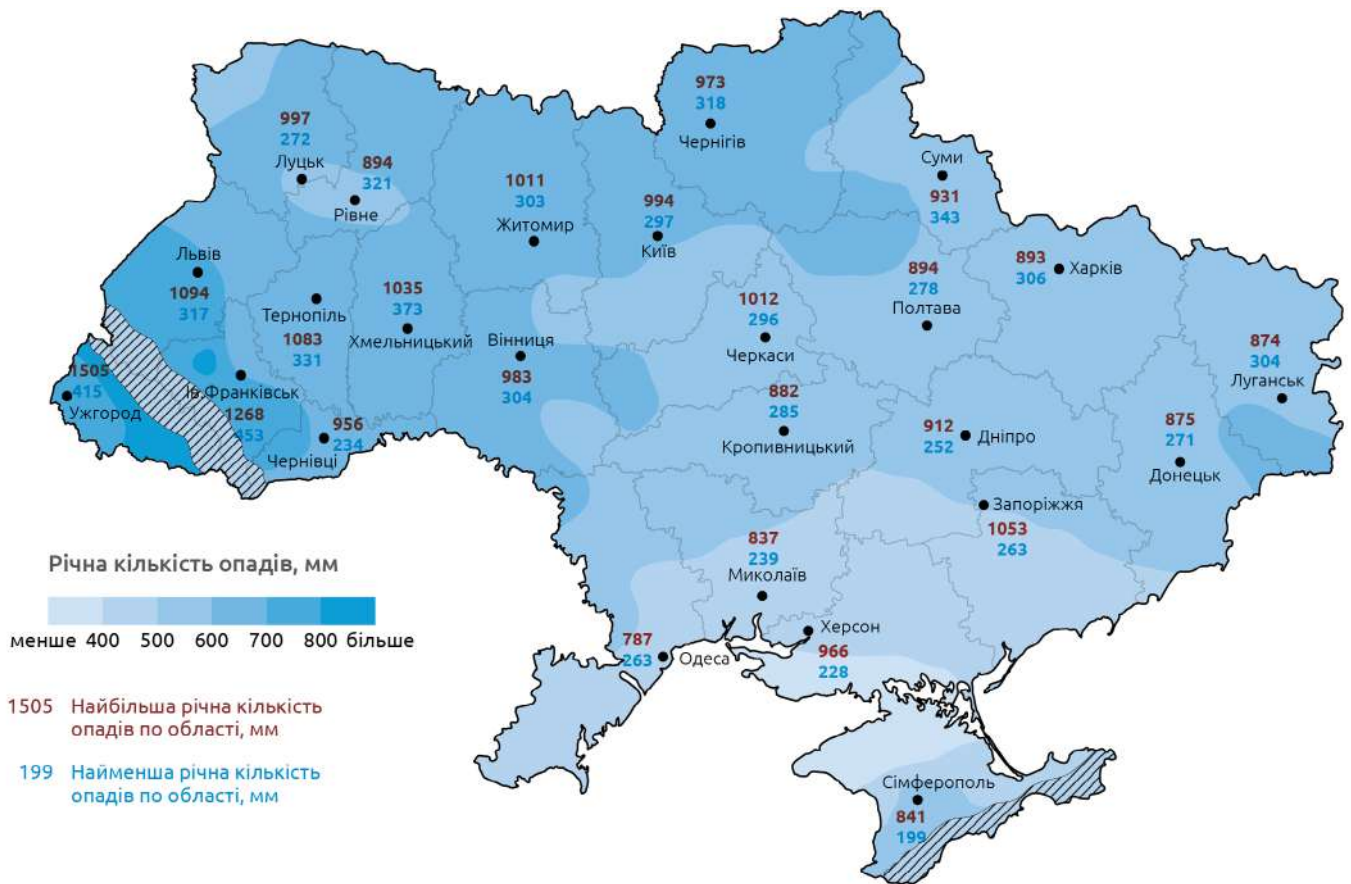 973
318
Чернігів
997
272
Луцьк
894
321
Рівне
1011
303
Житомир
994
297
Київ
Суми
931
343
Львів
1094
317
Тернопіль
1083
331
1035
373
Хмельницький
Вінниця
983
304
1012
296
Черкаси
894
278
Полтава
893
306
Харків
874
304
Луганськ
1505
415
Ужгород
Ів.Франківськ
1268
453
956
234
Чернівці
882
285
Кропивницький
912
252
Дніпро
875
271
Донецьк
Запоріжжя
1053
263
837
239
Миколаїв
787
263
Одеса
Херсон
966
228
Сімферополь
841
199
Річна кількість опадів, мм
менше 400 500 600 700 800 більше
1505 Найбільша річна кількість
опадів по області, мм
199 Найменша річна кількість
опадів по області, мм